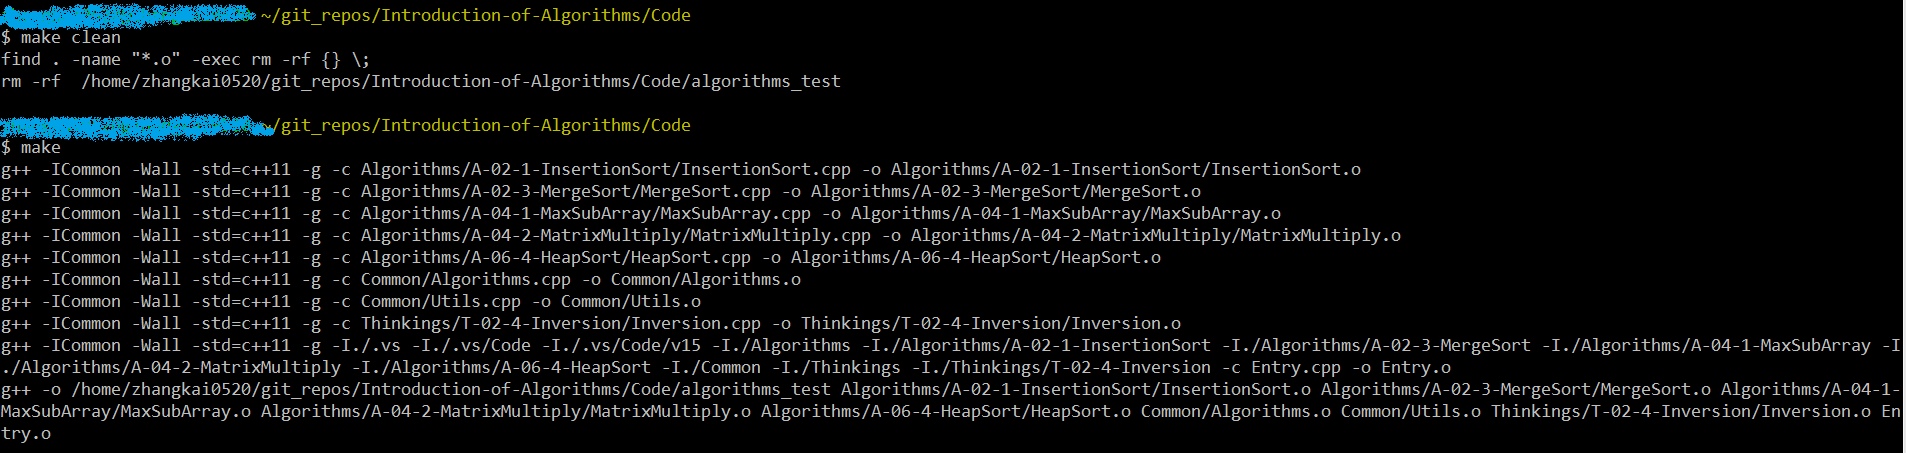 ~/git_repos/Introduction-of-Algorithms/Code
$ make clean
find . -name "*.o" -exec rm -rf {} \;
rm -rf  /home/zhangkai0520/git_repos/Introduction-of-Algorithms/Code/algorithms_test
~/git_repos/Introduction-of-Algorithms/Code
$ make
g++ -ICommon -Wall -std=c++11 -g -c Algorithms/A-02-1-InsertionSort/InsertionSort.cpp -o Algorithms/A-02-1-InsertionSort/InsertionSort.o
g++ -ICommon -Wall -std=c++11 -g -c Algorithms/A-02-3-MergeSort/MergeSort.cpp -o Algorithms/A-02-3-MergeSort/MergeSort.o
g++ -ICommon -Wall -std=c++11 -g -c Algorithms/A-04-1-MaxSubArray/MaxSubArray.cpp -o Algorithms/A-04-1-MaxSubArray/MaxSubArray.o
g++ -ICommon -Wall -std=c++11 -g -c Algorithms/A-04-2-MatrixMultiply/MatrixMultiply.cpp -o Algorithms/A-04-2-MatrixMultiply/MatrixMultiply.o
g++ -ICommon -Wall -std=c++11 -g -c Algorithms/A-06-4-HeapSort/HeapSort.cpp -o Algorithms/A-06-4-HeapSort/HeapSort.o
g++ -ICommon -Wall -std=c++11 -g -c Common/Algorithms.cpp -o Common/Algorithms.o
g++ -ICommon -Wall -std=c++11 -g -c Common/Utils.cpp -o Common/Utils.o
g++ -ICommon -Wall -std=c++11 -g -c Thinkings/T-02-4-Inversion/Inversion.cpp -o Thinkings/T-02-4-Inversion/Inversion.o
g++ -ICommon -Wall -std=c++11 -g -I./.vs -I./.vs/Code -I./.vs/Code/v15 -I./Algorithms -I./Algorithms/A-02-1-InsertionSort -I./Algorithms/A-02-3-MergeSort -I./Algorithms/A-04-1-MaxSubArray -I
./Algorithms/A-04-2-MatrixMultiply -I./Algorithms/A-06-4-HeapSort -I./Common -I./Thinkings -I./Thinkings/T-02-4-Inversion -c Entry.cpp -o Entry.o
g++ -o /home/zhangkai0520/git_repos/Introduction-of-Algorithms/Code/algorithms_test Algorithms/A-02-1-InsertionSort/InsertionSort.o Algorithms/A-02-3-MergeSort/MergeSort.o Algorithms/A-04-1-
MaxSubArray/MaxSubArray.o Algorithms/A-04-2-MatrixMultiply/MatrixMultiply.o Algorithms/A-06-4-HeapSort/HeapSort.o Common/Algorithms.o Common/Utils.o Thinkings/T-02-4-Inversion/Inversion.o En
try.o